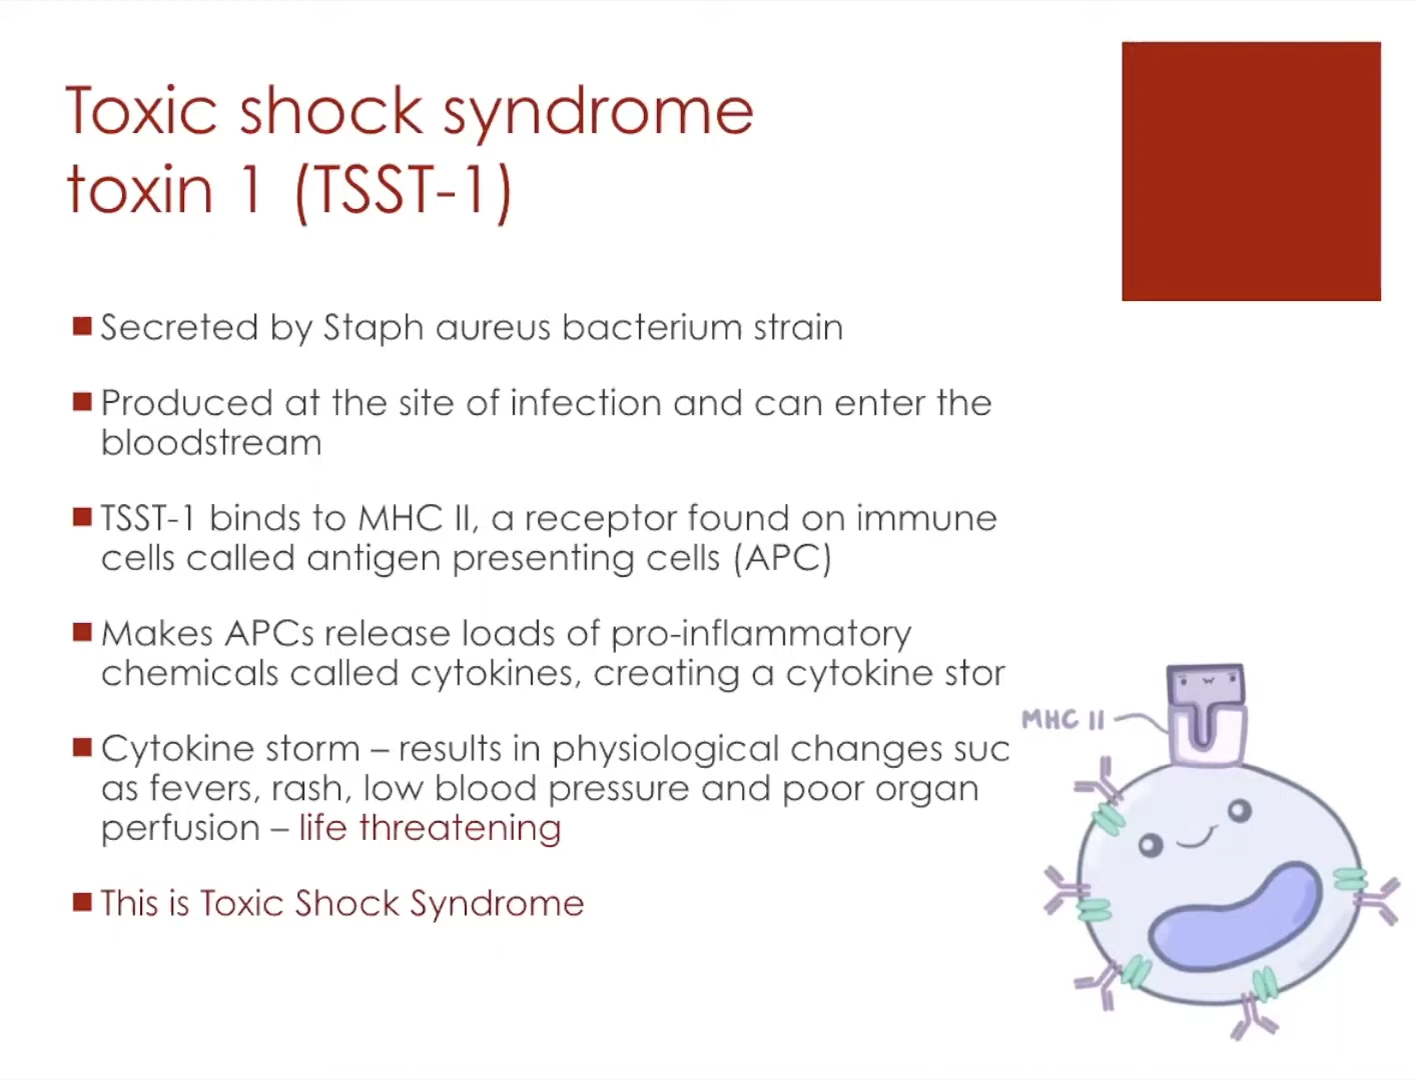 Toxic shock syndrome
toxin 1 (TSST-1)
Secreted by Staph aureus bacterium strain
Produced at the site of infection and can enter the
bloodstream
TSST-1 binds to MHC II, a receptor found on immune
cells called antigen presenting cells (APC)
Makes APCs release loads of pro-inflammatory
chemicals called cytokines, creating a cytokine stor
Cytokine storm – results in physiological changes suc
as fevers, rash, low blood pressure and poor organ
perfusion – life threatening
This is Toxic Shock Syndrome
MHC II